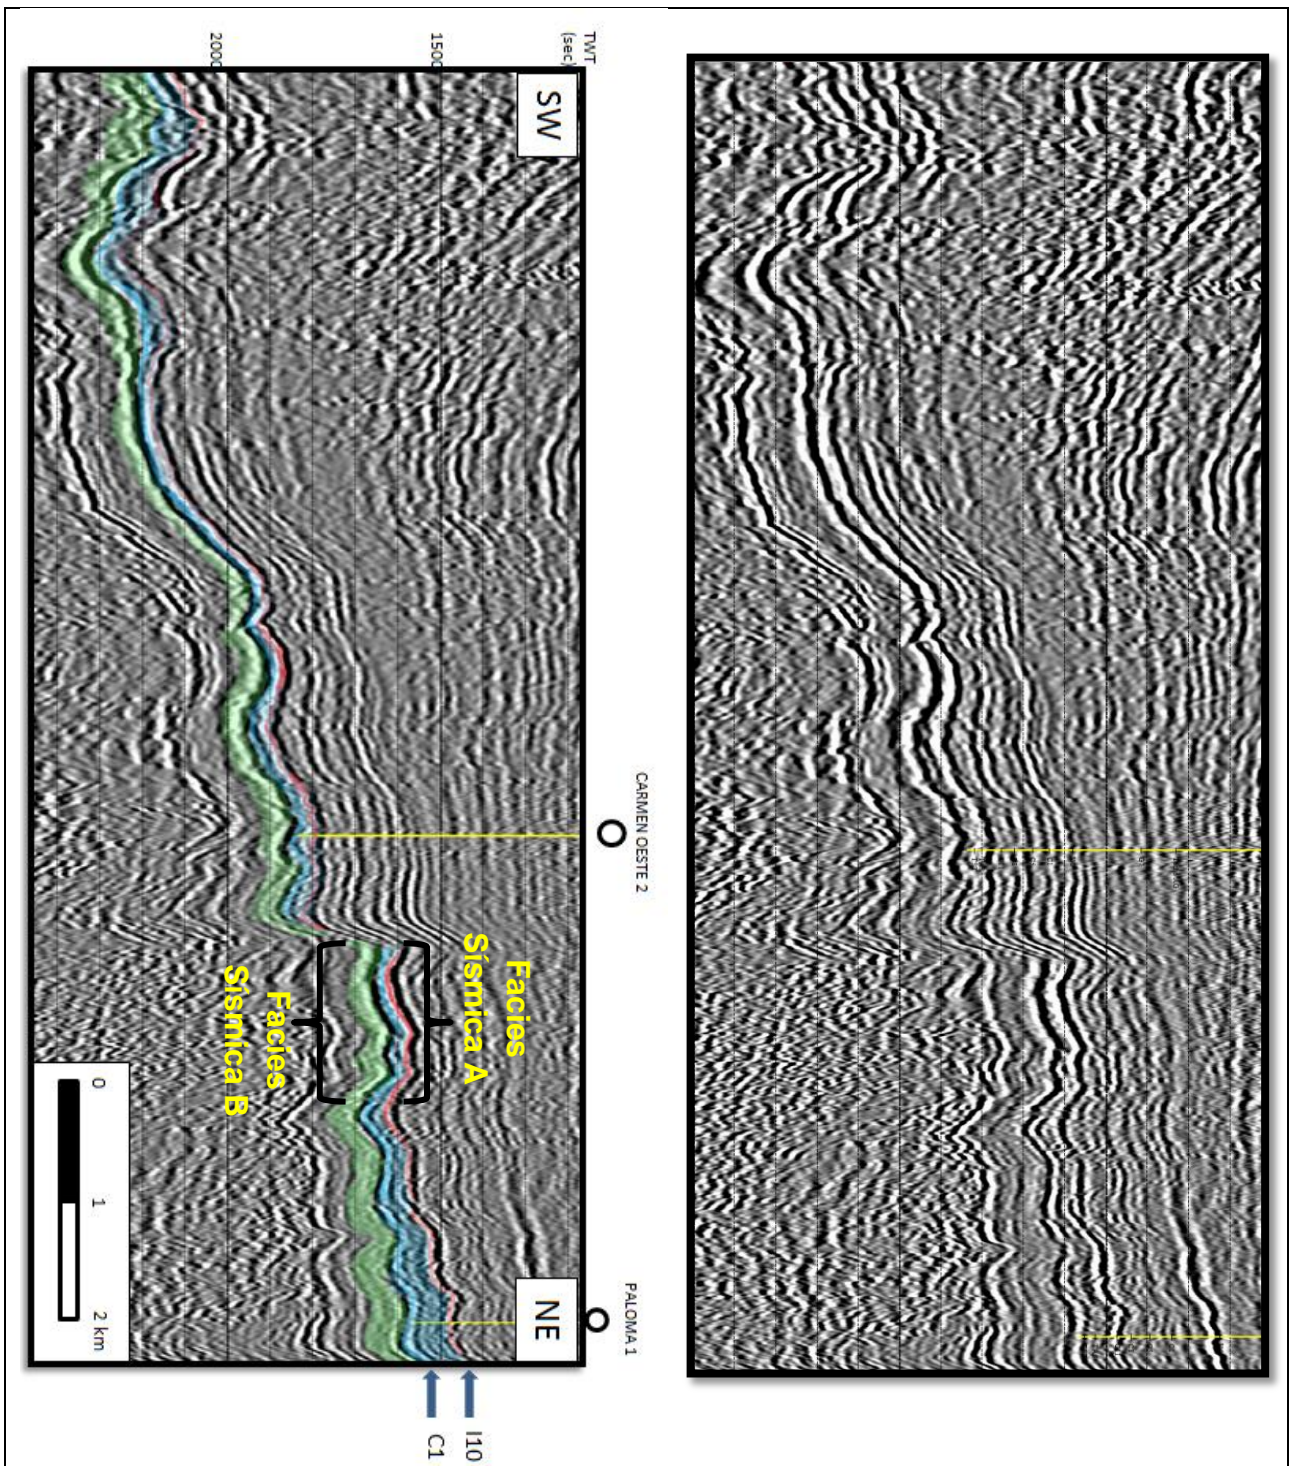 TWT
(sec)
1500
2000
SW
CARMEN OESTE 2
Facies
Sísmica A
Facies
Sísmica B
PALOMA 1
NE
0
1
2 km
I10
C1